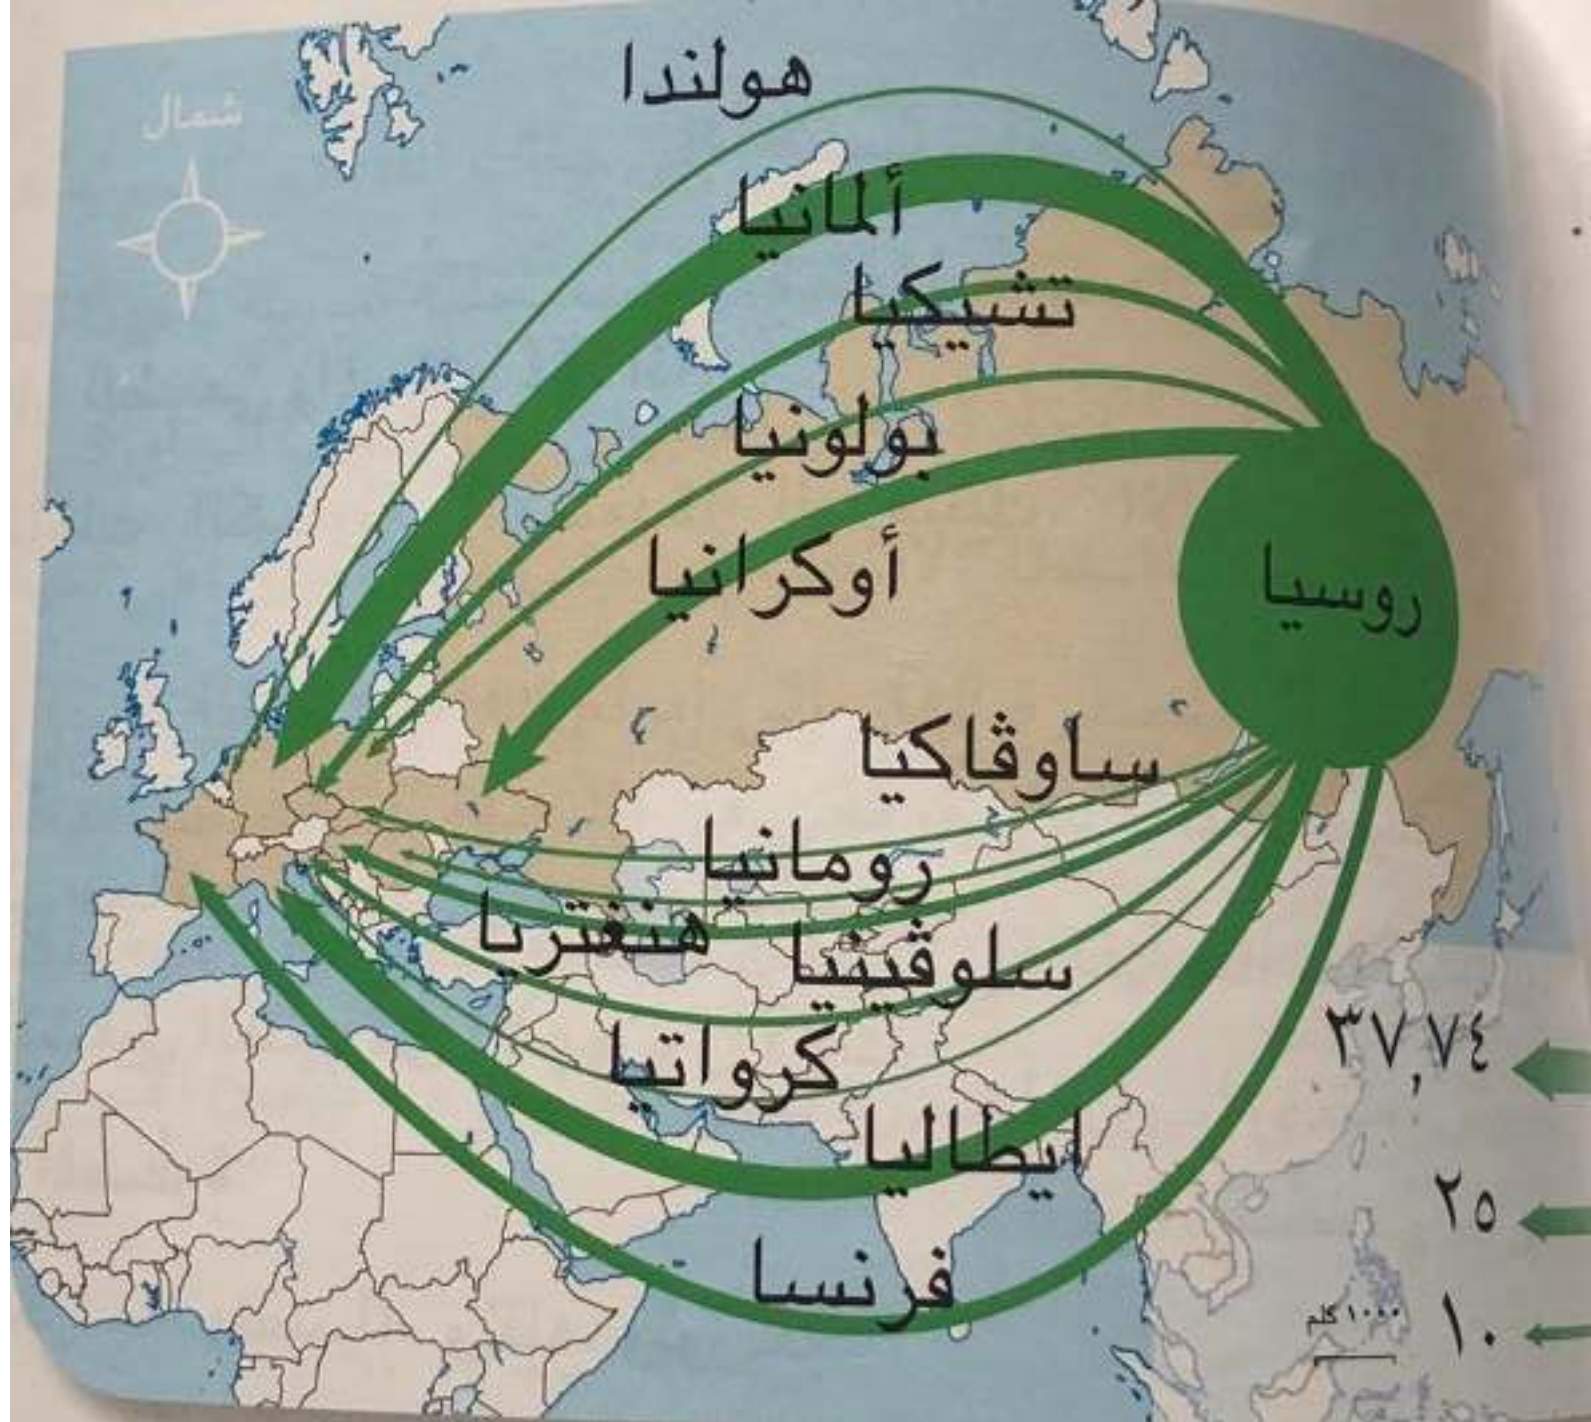 هولندا
شمال
ألمانيا
تشيكيا
بولونيا
أوكرانيا
روسيا
ساوڤاكيا
رومانيا
هنغتريا
سلوڤينيا
كرواتيا
ايطاليا
فرنسا
٣٧,٧٤
٢٥
١٠
١٠٠٠ كلم